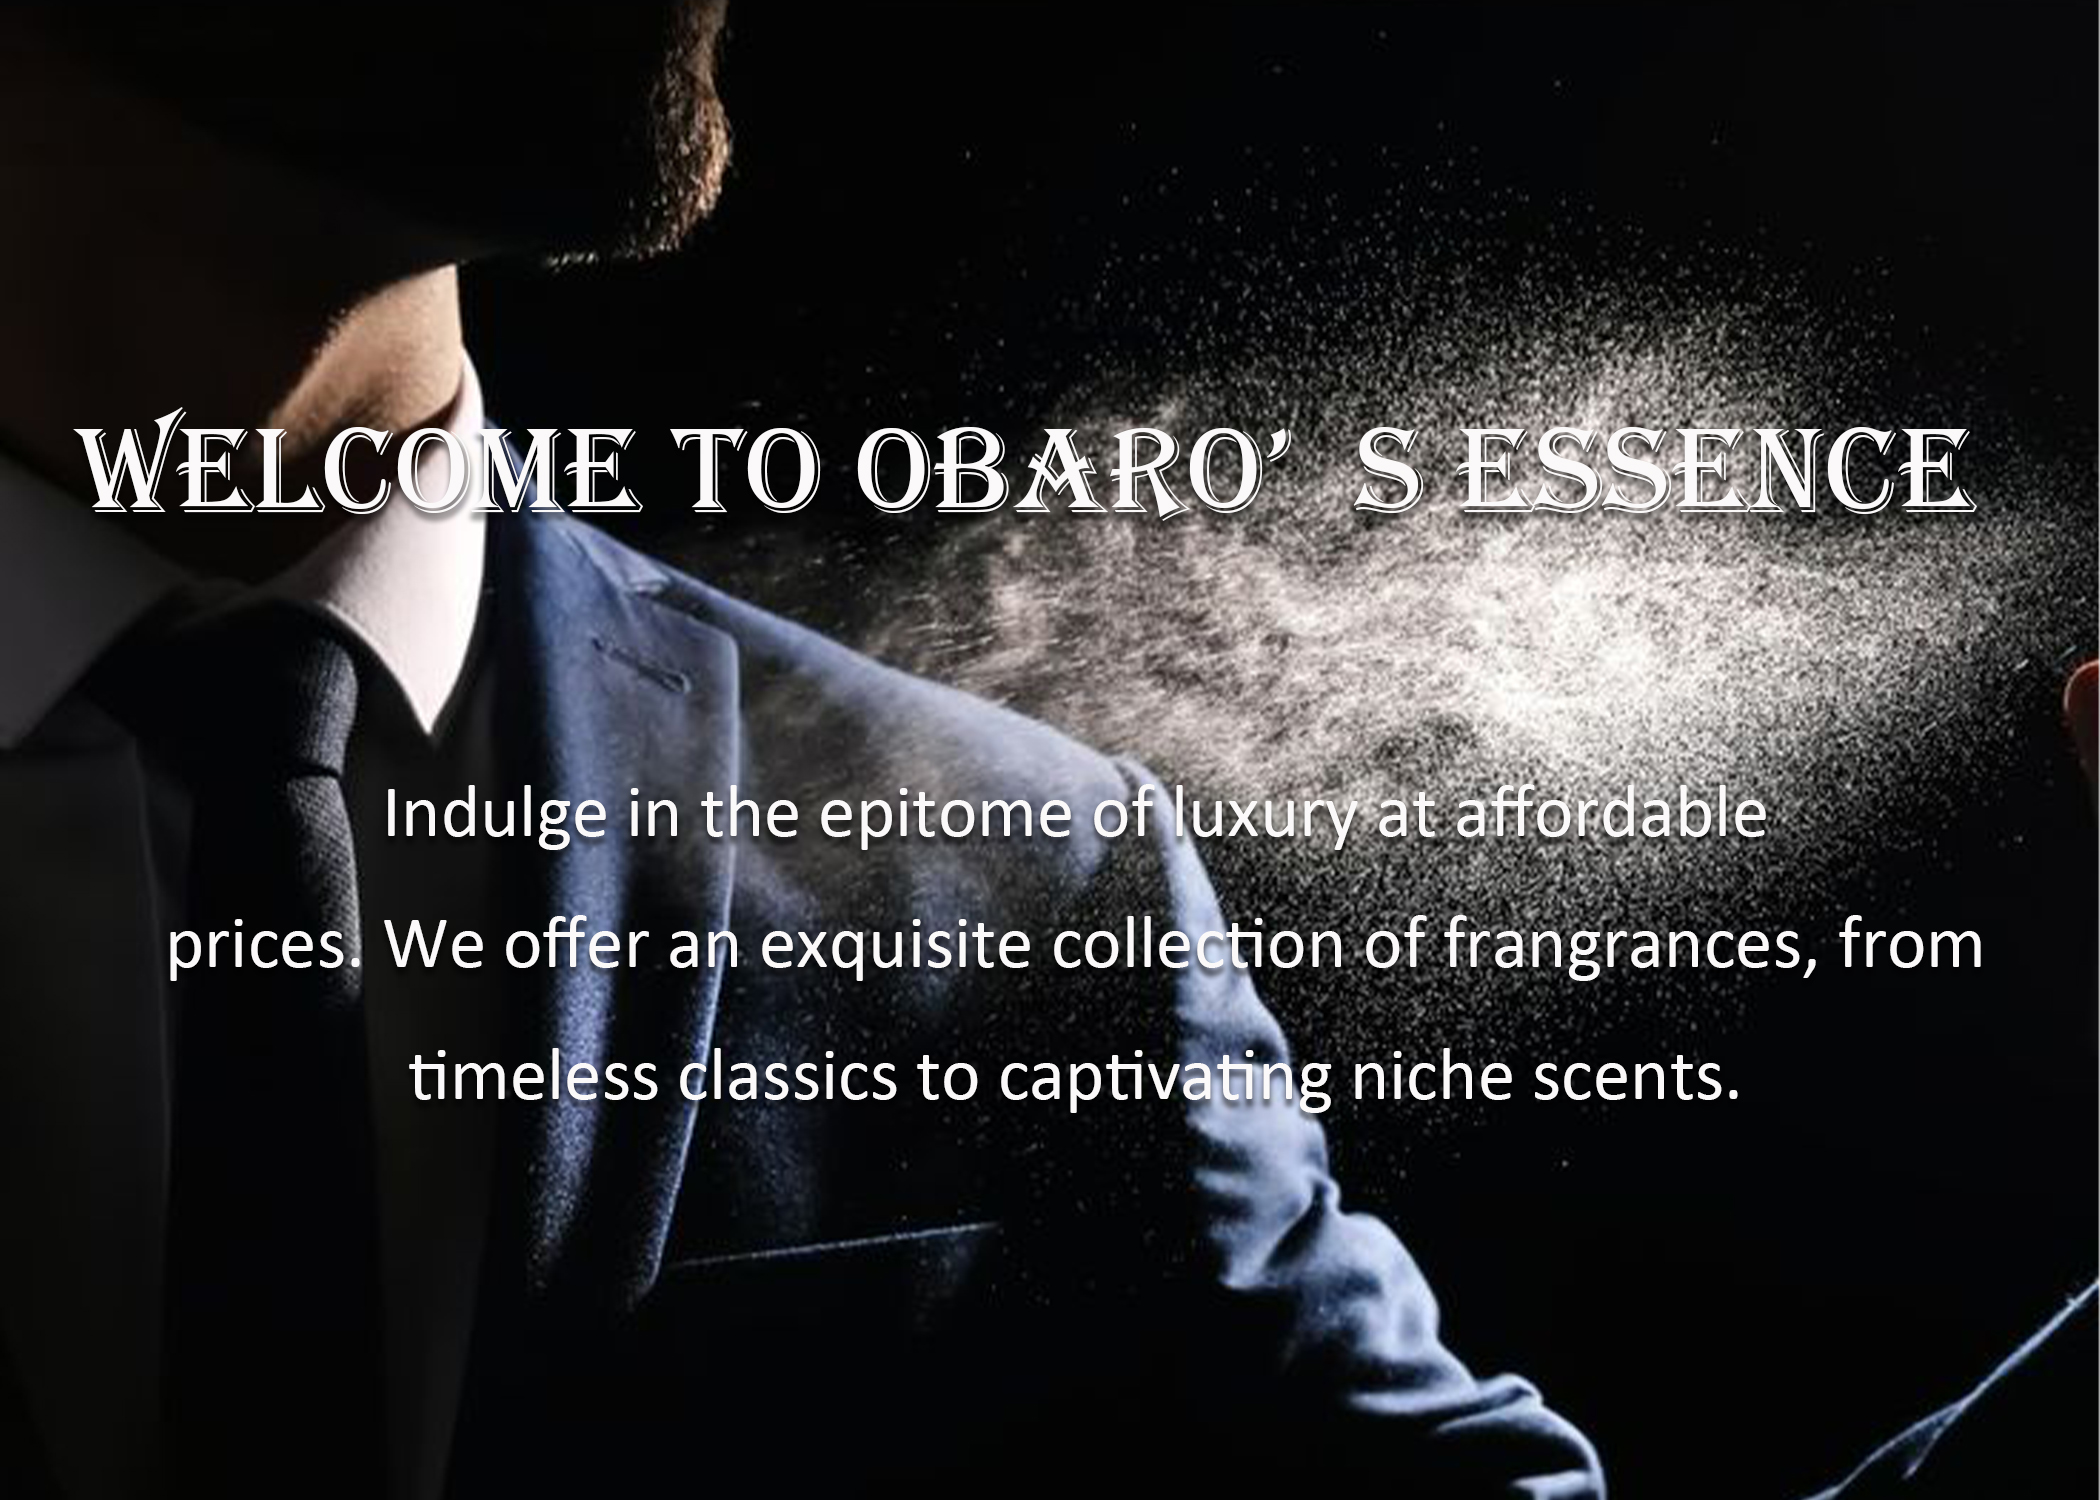 WELCOME TO OBARO’ S ESSENCE
Indulge in the epitome of luxury at affordable
prices. We offer an exquisite collection of frangrances, from
timeless classics to captivating niche scents.